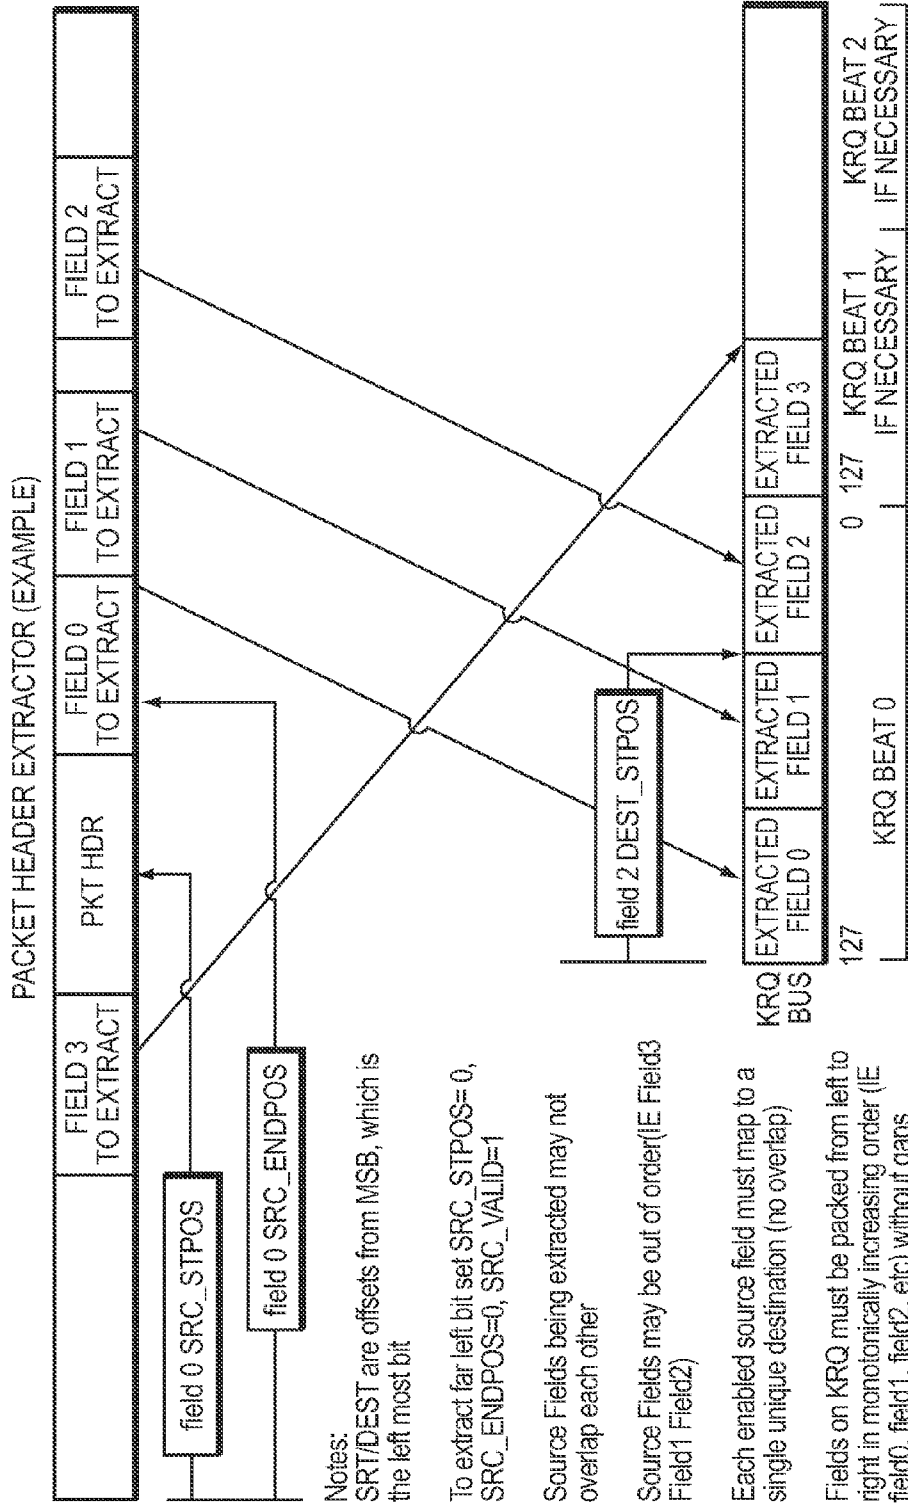 PACKET HEADER EXTRACTOR (EXAMPLE)
FIELD 3
TO EXTRACT
PKT HDR
FIELD 0
TO EXTRACT
FIELD 1
TO EXTRACT
FIELD 2
TO EXTRACT
field 0 SRC_STPOS
field 0 SRC_ENDPOS
field 2 DEST_STPOS
Notes:
SRT/DEST are offsets from MSB, which is
the left most bit
To extract far left bit set SRC_STPOS= 0,
SRC_ENDPOS=0, SRC_VALID=1
Source Fields being extracted may not
overlap each other
Source Fields may be out of order(IE Field3
Field1 Field2)
Each enabled source field must map to a
single unique destination (no overlap)
Fields on KRQ must be packed from left to
right in monotonically increasing order (IE
field0, field1, field2, etc) without gaps
KRQ
BUS
EXTRACTED
FIELD 0
EXTRACTED
FIELD 1
EXTRACTED
FIELD 2
EXTRACTED
FIELD 3
127
0
127
KRQ BEAT 0
KRQ BEAT 1
IF NECESSARY
KRQ BEAT 2
IF NECESSARY